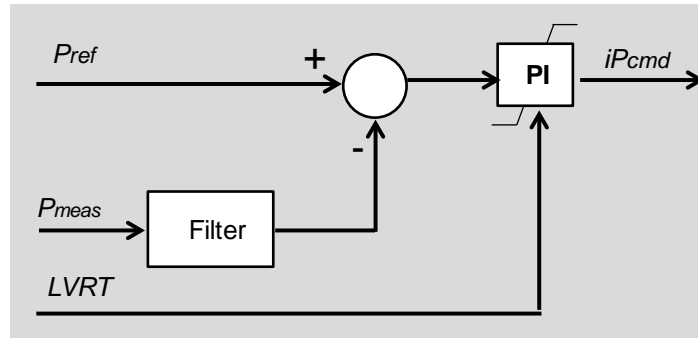 Pref
+
PI
iPcmd
-
Pmeas
Filter
LVRT